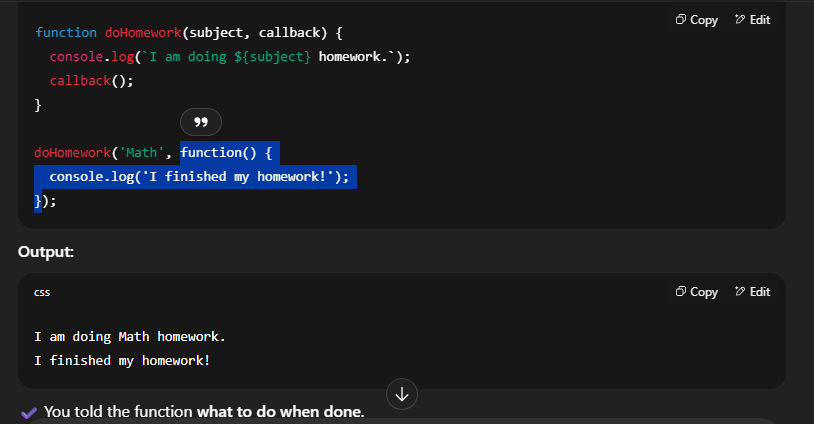 Copy Edit
function doHomework(subject, callback) {
  console.log(`I am doing ${subject} homework.`);
  callback();
}
doHomework('Math', function() {
  console.log('I finished my homework!');
});
Output:
css Copy Edit
I am doing Math homework.
I finished my homework!
You told the function what to do when done.